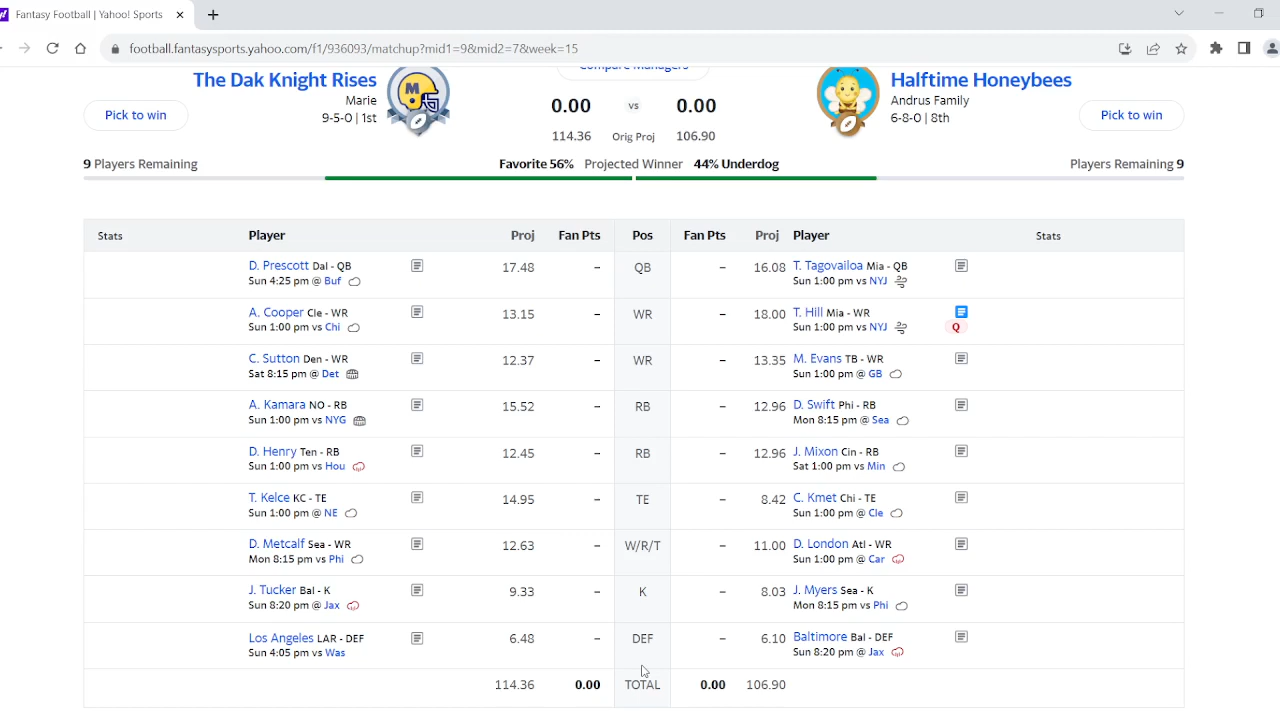 Fantasy Football | Yahoo! Sports
football.fantasysports.yahoo.com/f1/936093/matchup?mid1=9&mid2=7&week=15
Compare Managers
The Dak Knight Rises
Marie
9-5-0 | 1st
Pick to win
M
0.00 vs 0.00
114.36 Orig Proj 106.90
Halftime Honeybees
Andrus Family
6-8-0 | 8th
Pick to win
9 Players Remaining
Favorite 56% Projected Winner 44% Underdog
Players Remaining 9
Stats Player Proj Fan Pts Pos Fan Pts Proj Player Stats
D. Prescott Dal - QB 17.48 – QB – 16.08 T. Tagovailoa Mia - QB
Sun 4:25 pm @ Buf Sun 1:00 pm vs NYJ
A. Cooper Cle - WR 13.15 – WR – 18.00 T. Hill Mia - WR
Sun 1:00 pm vs Chi Sun 1:00 pm vs NYJ Q
C. Sutton Den - WR 12.37 – WR – 13.35 M. Evans TB - WR
Sat 8:15 pm @ Det Sun 1:00 pm @ GB
A. Kamara NO - RB 15.52 – RB – 12.96 D. Swift Phi - RB
Sun 1:00 pm vs NYG Mon 8:15 pm @ Sea
D. Henry Ten - RB 12.45 – RB – 12.96 J. Mixon Cin - RB
Sun 1:00 pm vs Hou Sat 1:00 pm vs Min
T. Kelce KC - TE 14.95 – TE – 8.42 C. Kmet Chi - TE
Sun 1:00 pm @ NE Sun 1:00 pm @ Cle
D. Metcalf Sea - WR 12.63 – W/R/T – 11.00 D. London Atl - WR
Mon 8:15 pm vs Phi Sun 1:00 pm @ Car
J. Tucker Bal - K 9.33 – K – 8.03 J. Myers Sea - K
Sun 8:20 pm @ Jax Mon 8:15 pm vs Phi
Los Angeles LAR - DEF 6.48 – DEF – 6.10 Baltimore Bal - DEF
Sun 4:05 pm vs Was Sun 8:20 pm @ Jax
114.36 0.00 TOTAL 0.00 106.90